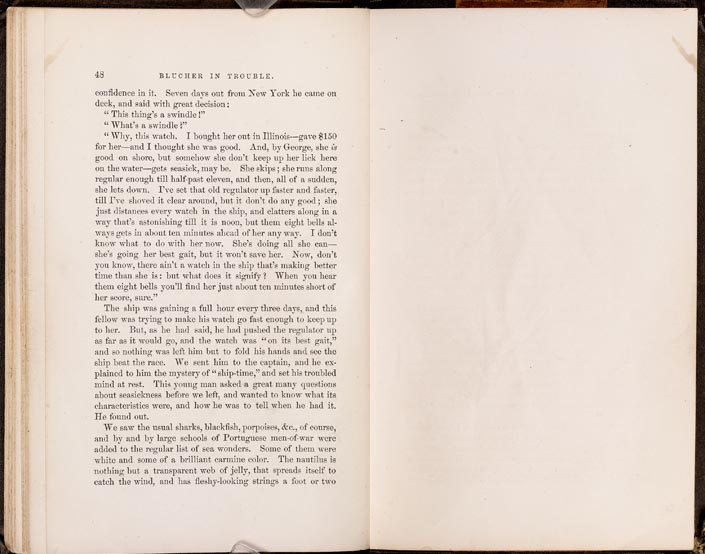 48 BLUCHER IN TROUBLE.
confidence in it. Seven days out from New York he came on
deck, and said with great decision:
"This thing's a swindle!"
"What's a swindle?"
"Why, this watch. I bought her out in Illinois—gave $150
for her—and I thought she was good. And, by George, she is
good on shore, but somehow she don't keep up her lick here
on the water—gets seasick, may be. She skips; she runs along
regular enough till half-past eleven, and then, all of a sudden,
she lets down. I've set that old regulator up faster and faster,
till I've shoved it clear around, but it don't do any good; she
just distances every watch in the ship, and clatters along in a
way that's astonishing till it is noon, but them eight bells al-
ways gets in about ten minutes ahead of her any way. I don't
know what to do with her now. She's doing all she can—
she's going her best gait, but it won't save her. Now, don't
you know, there ain't a watch in the ship that's making better
time than she is: but what does it signify? When you hear
them eight bells you'll find her just about ten minutes short of
her score, sure."
The ship was gaining a full hour every three days, and this
fellow was trying to make his watch go fast enough to keep up
to her. But, as he had said, he had pushed the regulator up
as far as it would go, and the watch was "on its best gait,"
and so nothing was left him but to fold his hands and see the
ship beat the race. We sent him to the captain, and he ex-
plained to him the mystery of "ship-time," and set his troubled
mind at rest. This young man asked a great many questions
about seasickness before we left, and wanted to know what its
characteristics were, and how he was to tell when he had it.
He found out.
We saw the usual sharks, blackfish, porpoises, &c., of course,
and by and by large schools of Portuguese men-of-war were
added to the regular list of sea wonders. Some of them were
white and some of a brilliant carmine color. The nautilus is
nothing but a transparent web of jelly, that spreads itself to
catch the wind, and has fleshy-looking strings a foot or two